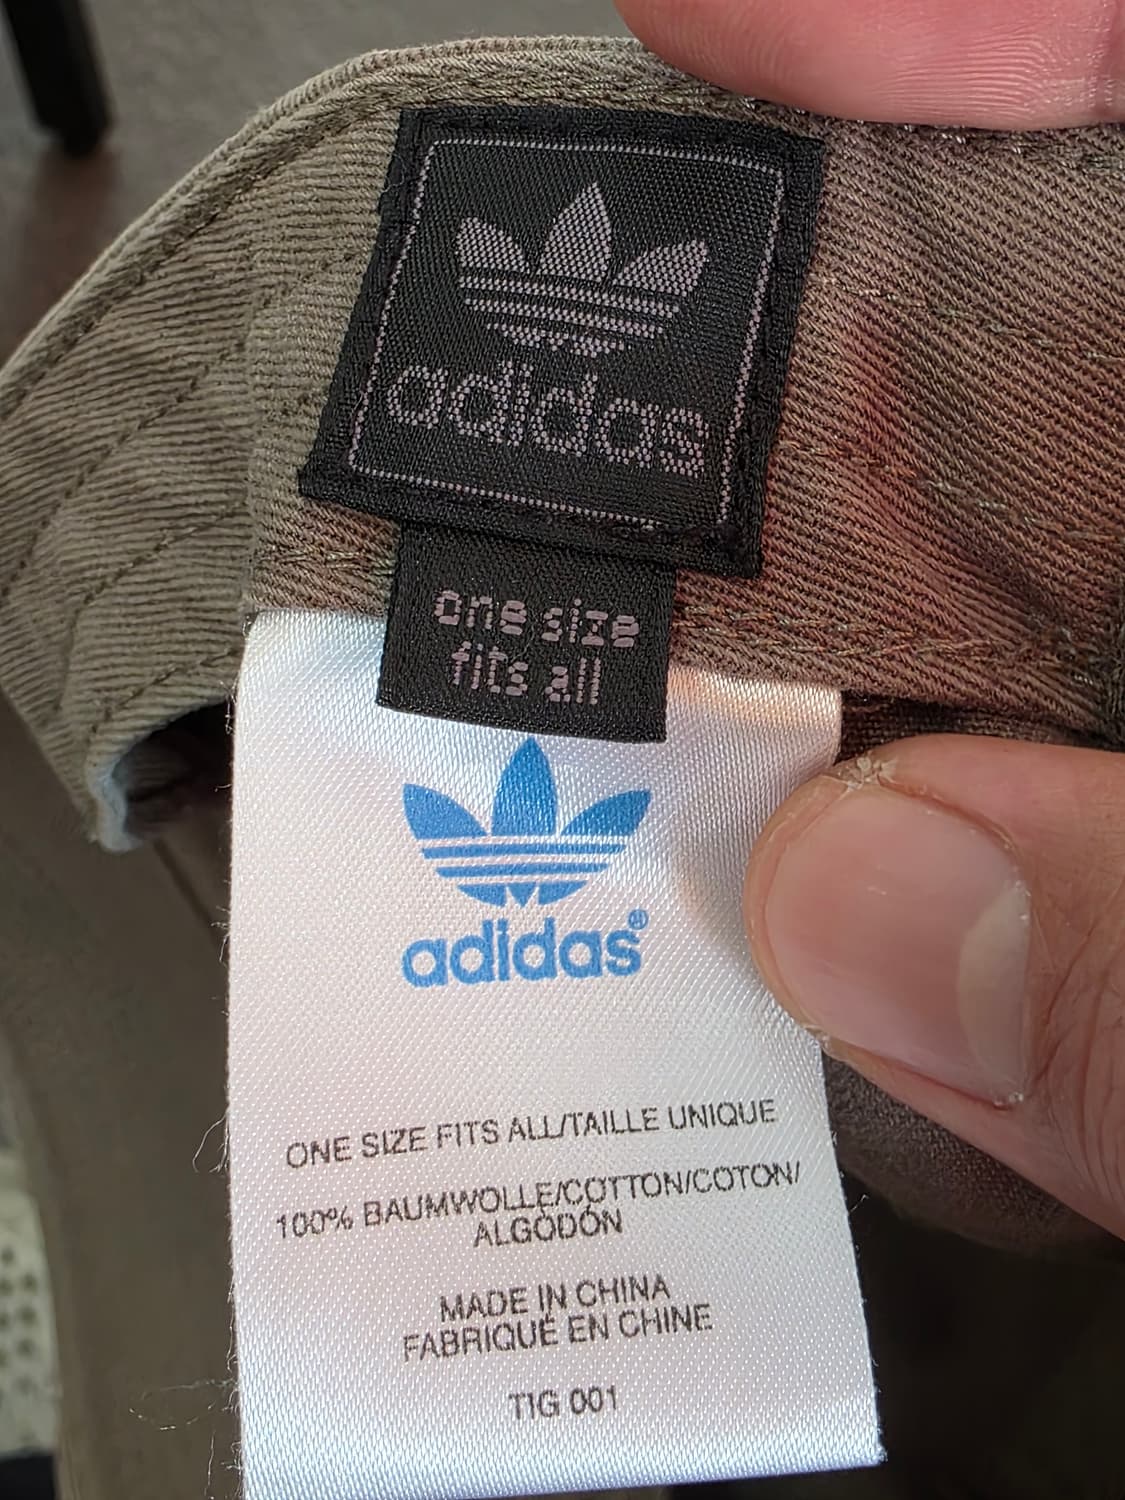 adidas
one size
fits all
adidas®
ONE SIZE FITS ALL/TAILLE UNIQUE
100% BAUMWOLLE/COTTON/COTON/
ALGODÓN
MADE IN CHINA
FABRIQUÉ EN CHINE
TIG 001